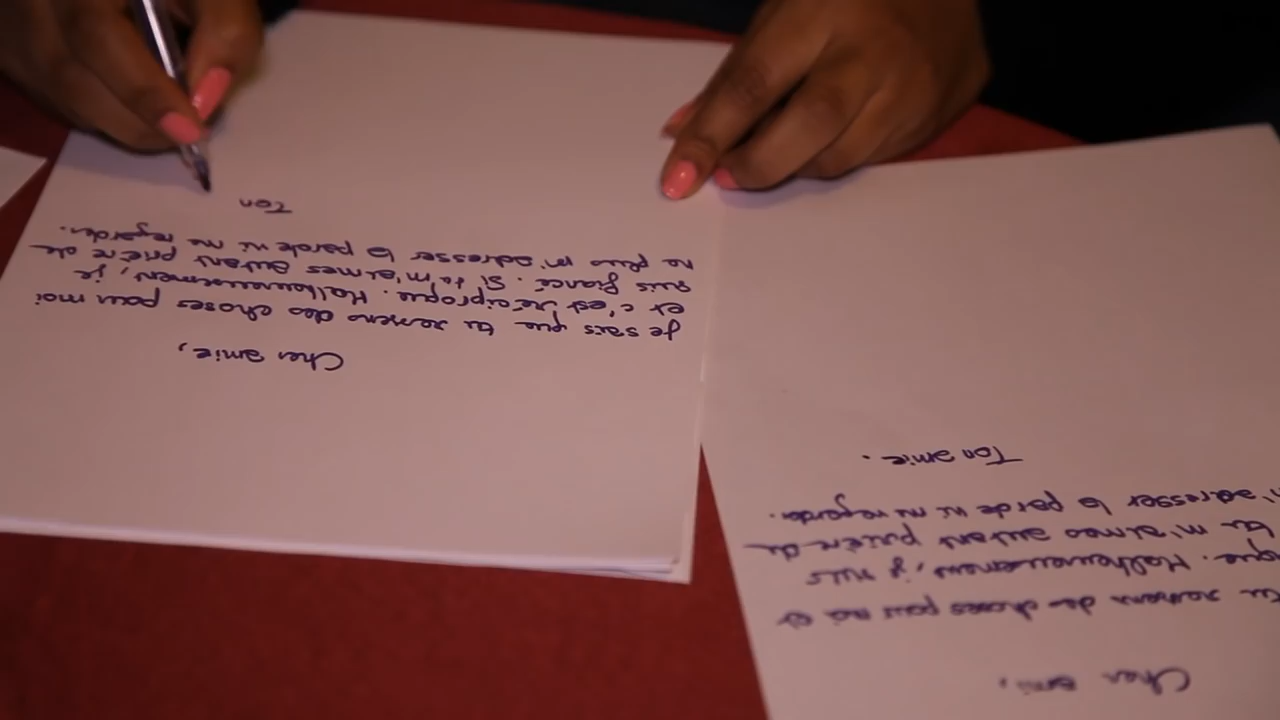 Cher amie,
Je sais que tu ressens des choses pour moi
et c'est réciproque. Malheureusement, je
suis fiancé. Si tu m'aimes autant prière de
ne plus m'adresser la parole ni me regarder.
Ton
Cher ami,
tu ressens des choses pour moi et
que. Malheureusement, je suis
tu m'aimes autant prière de
m'adresser la parole ni me regarder.
Ton amie.